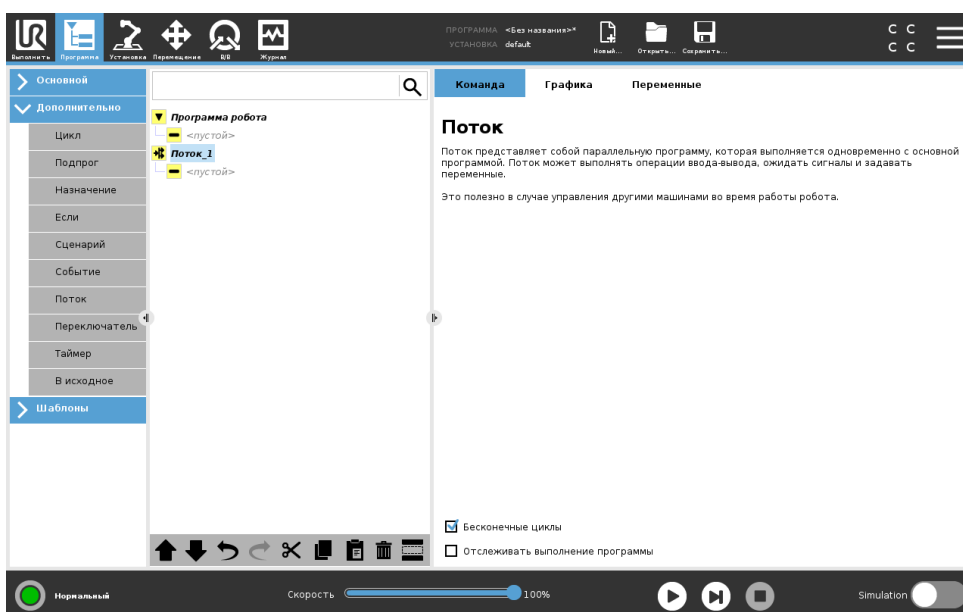 UR
Выполнить Программа Установка Перемещение В/В Журнал
ПРОГРАММА <Без названия>*
УСТАНОВКА default
Новый... Открыть... Сохранить...
C C
C C
Основной
Дополнительно
Цикл
Подпрог
Назначение
Если
Сценарий
Событие
Поток
Переключатель
Таймер
В исходное
Шаблоны
Программа робота
<пустой>
Поток_1
<пустой>
Команда Графика Переменные
Поток
Поток представляет собой параллельную программу, которая выполняется одновременно с основной
программой. Поток может выполнять операции ввода-вывода, ожидать сигналы и задавать
переменные.
Это полезно в случае управления другими машинами во время работы робота.
Бесконечные циклы
Отслеживать выполнение программы
Нормальный
Скорость 100%
Simulation